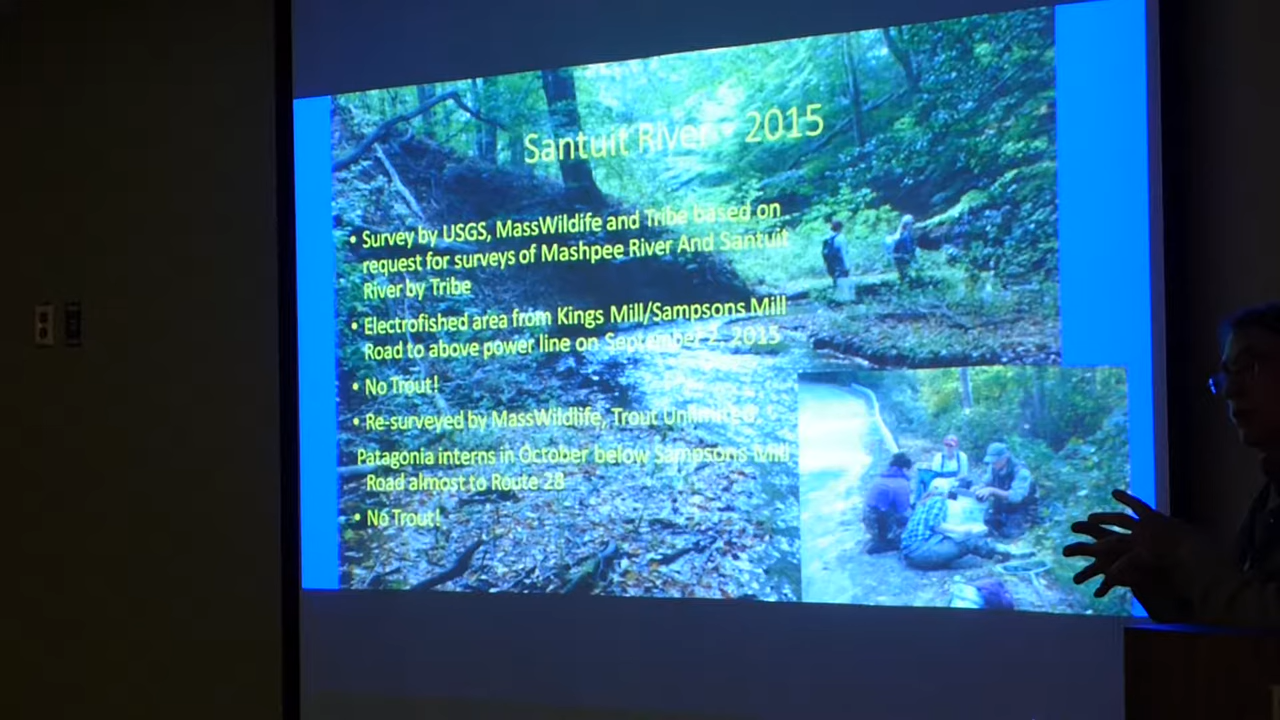 Santuit River - 2015
• Survey by USGS, MassWildife and Tribe based on
request for surveys of Mashpee River And Santuit
River by Tribe
• Electrofished area from Kings Mill/Sampsons Mill
Road to above power line on September 2, 2015
• No Trout!
• Re-surveyed by MassWildlife, Trout Unlimited,
Patagonia interns in October below Sampsons Mill
Road almost to Route 28
• No Trout!